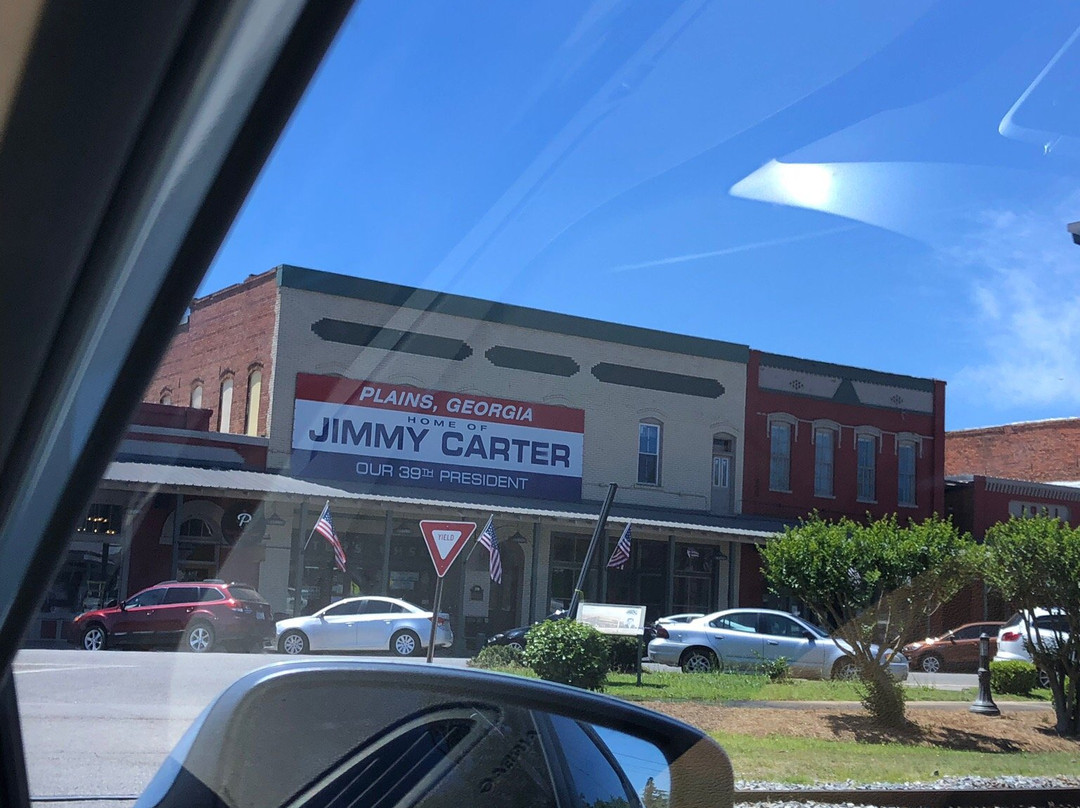 PLAINS, GEORGIA
HOME OF
JIMMY CARTER
OUR 39TH PRESIDENT
YIELD